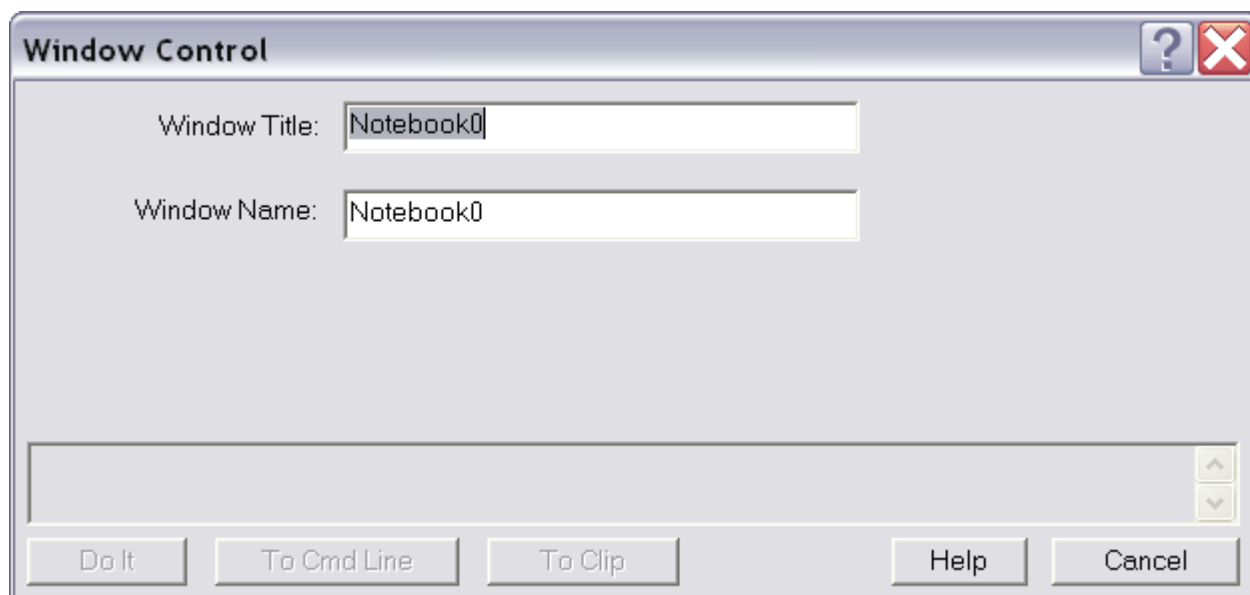 Window Control
Window Title: Notebook0
Window Name: Notebook0
Do It To Cmd Line To Clip Help Cancel